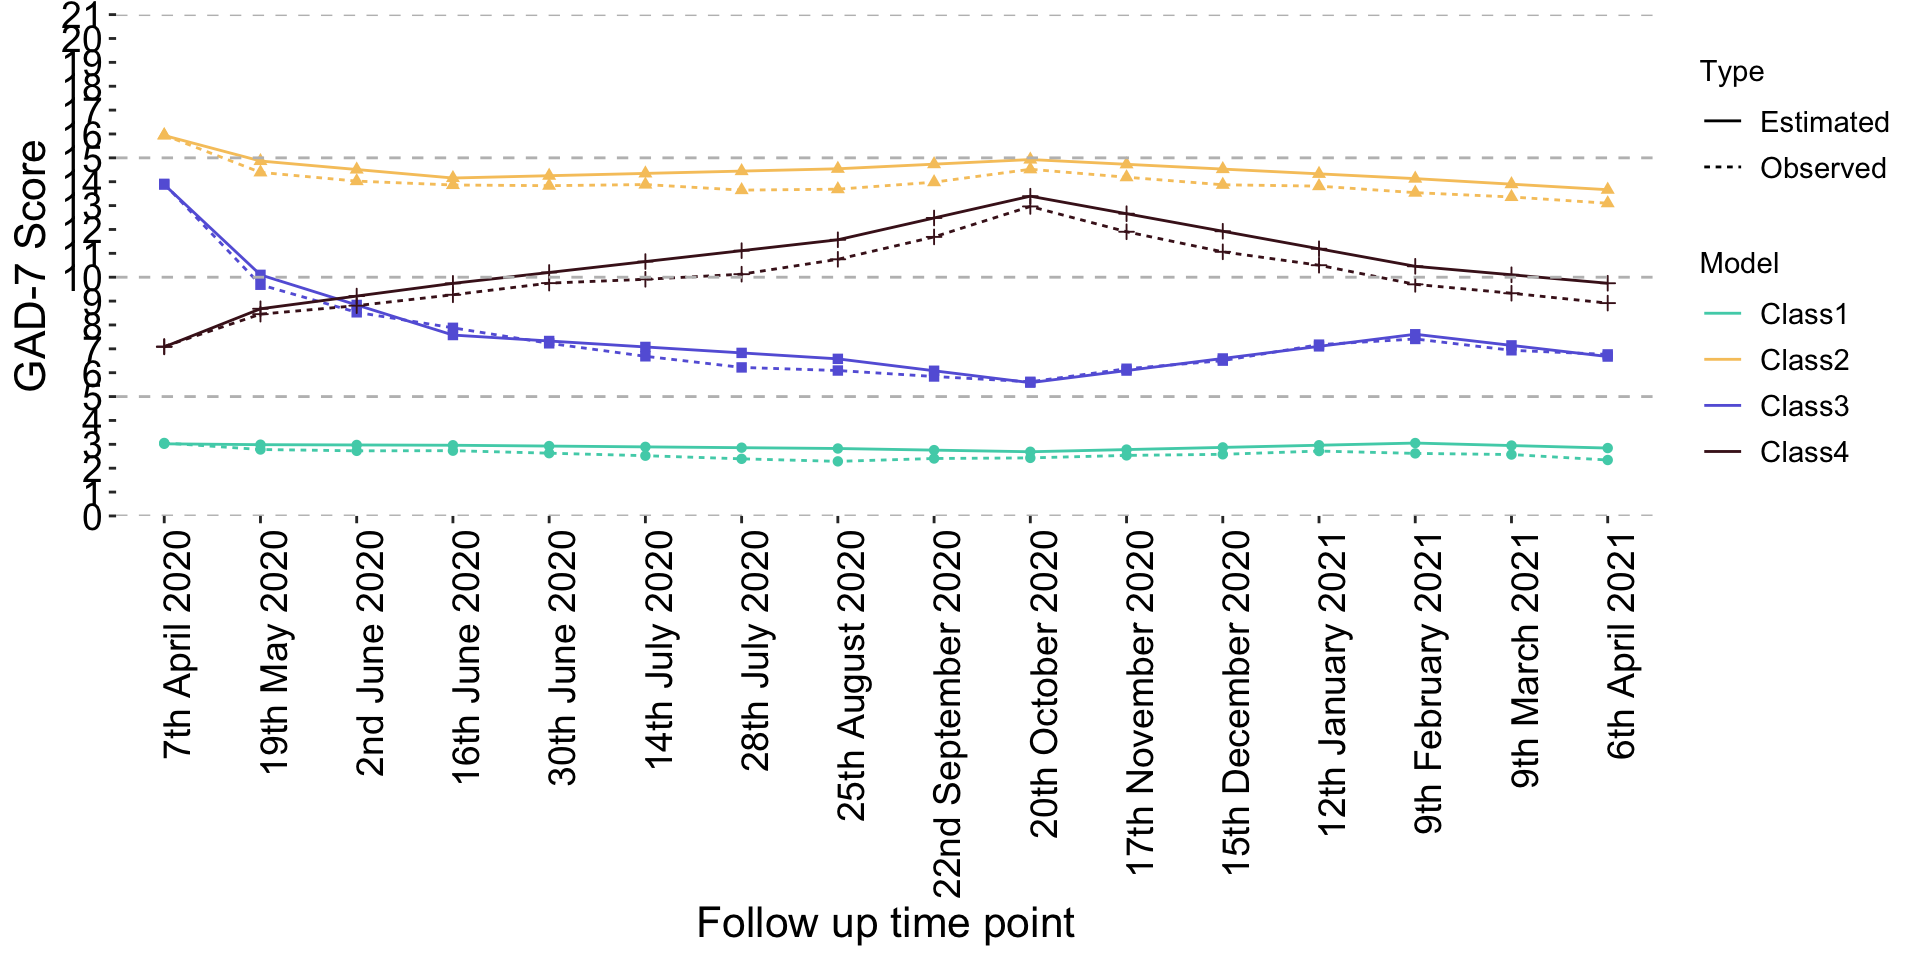 GAD-7 Score
21
20
19
18
17
16
15
14
13
12
11
10
9
8
7
6
5
4
3
2
1
0
7th April 2020
19th May 2020
2nd June 2020
16th June 2020
30th June 2020
14th July 2020
28th July 2020
25th August 2020
22nd September 2020
20th October 2020
17th November 2020
15th December 2020
12th January 2021
9th February 2021
9th March 2021
6th April 2021
Follow up time point
Type
Estimated
Observed
Model
Class1
Class2
Class3
Class4